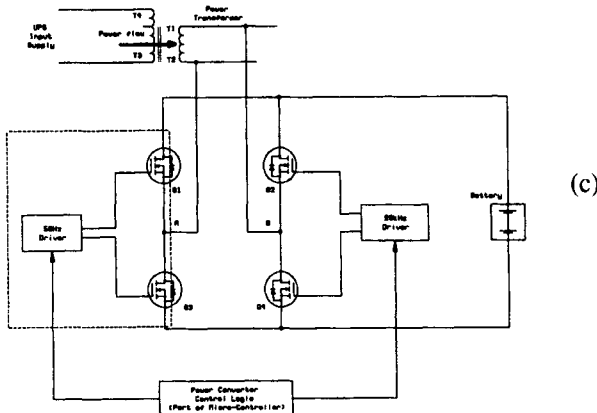 UPS
Input
Supply
T4
Power flow
T3
T1
T2
Power
Transformer
Q1
Q2
A
B
50Hz
Driver
20kHz
Driver
Battery
(c)
Q3
Q4
Power Converter
Control Logic
(Part of Micro-Controller)